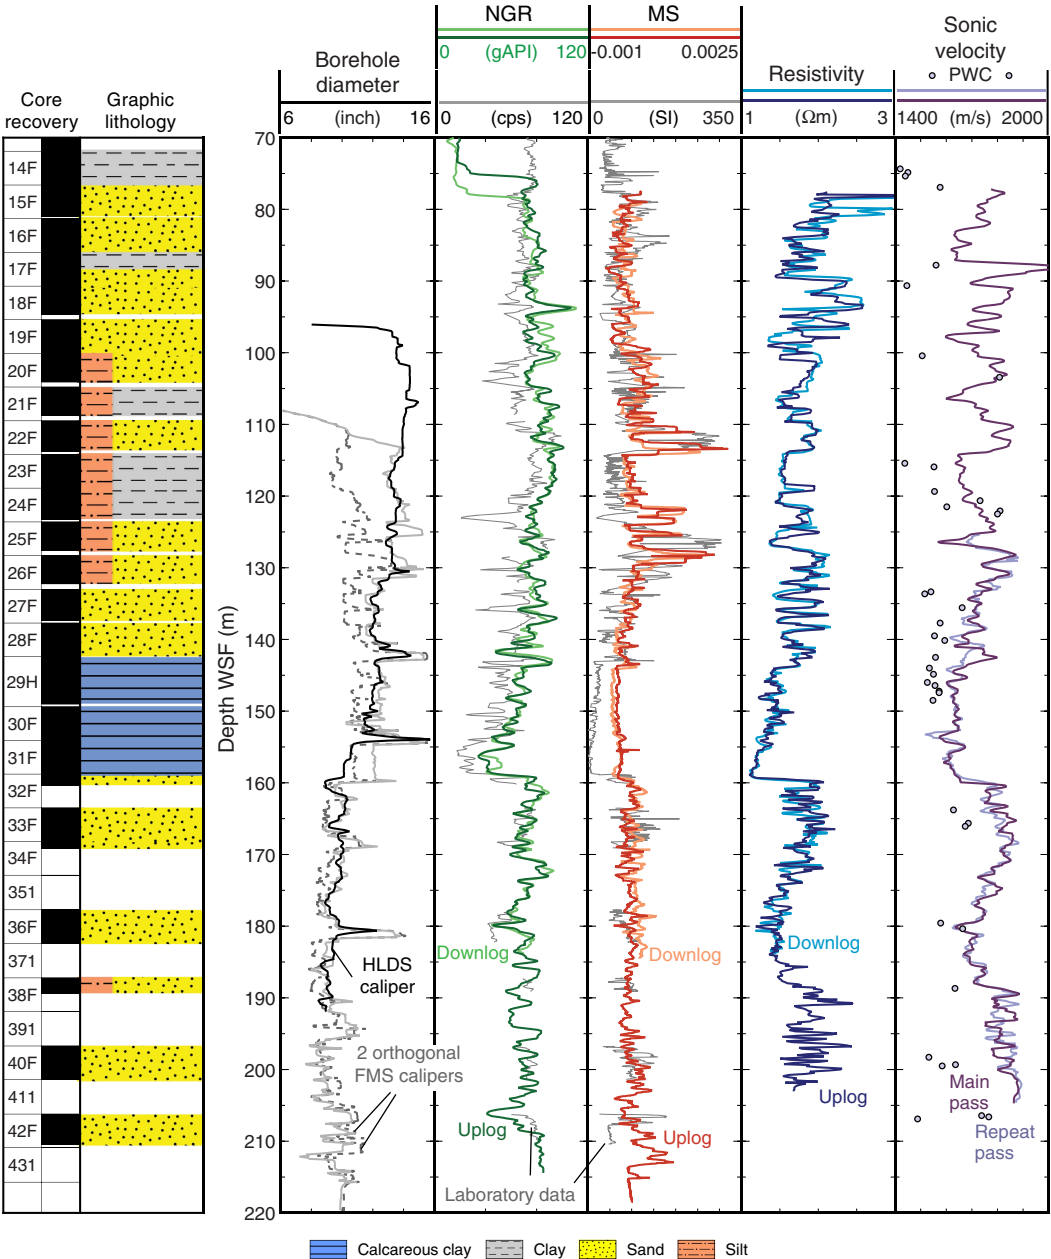 NGR
MS
0 (gAPI) 120
-0.001 0.0025
Sonic
velocity
PWC
Borehole
diameter
Resistivity
Core
recovery
Graphic
lithology
6 (inch) 16
0 (cps) 120
0 (SI) 350
1 (Ωm) 3
1400 (m/s) 2000
70
14F
15F
80
16F
17F
90
18F
19F
100
20F
21F
110
22F
23F
120
24F
25F
130
26F
27F
140
28F
29H
150
30F
31F
160
32F
33F
170
34F
351
180
36F
371
190
38F
391
200
40F
411
210
42F
431
220
Depth WSF (m)
HLDS
caliper
2 orthogonal
FMS calipers
Downlog
Uplog
Downlog
Uplog
Laboratory data
Downlog
Uplog
Main
pass
Repeat
pass
Calcareous clay
Clay
Sand
Silt